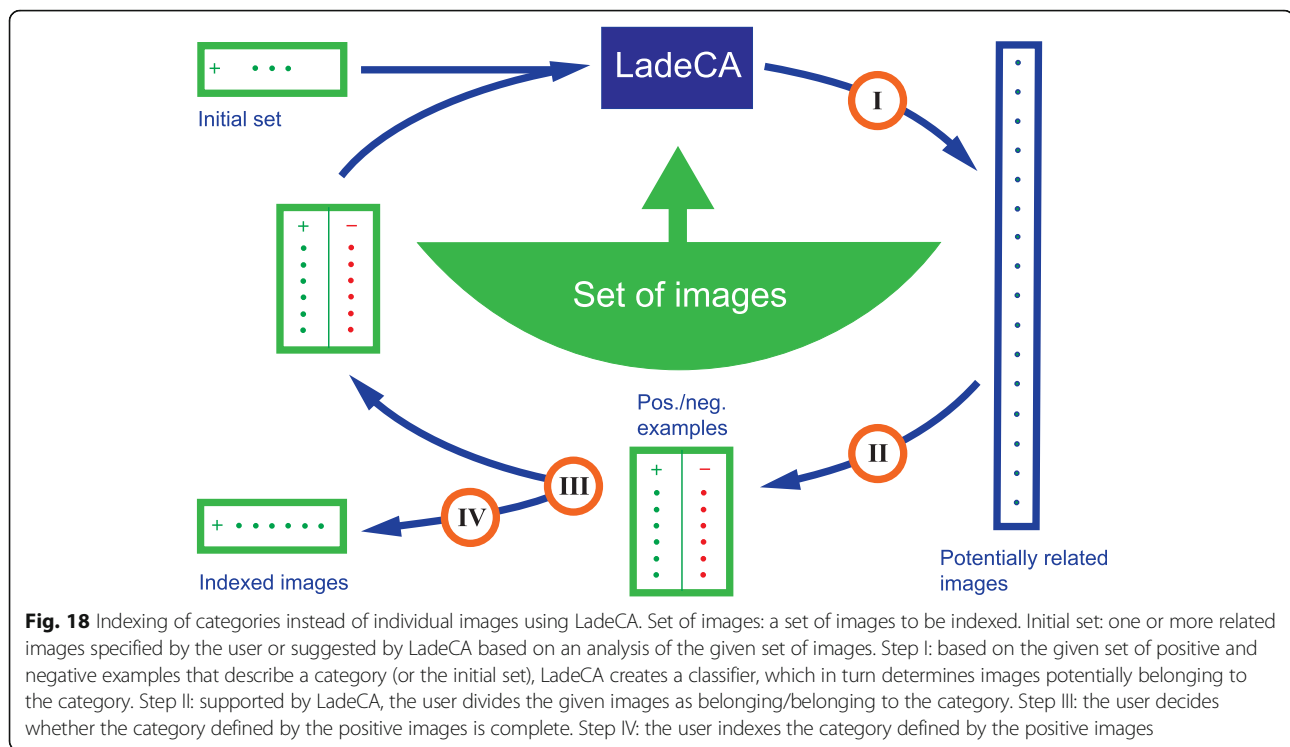 +
Initial set
LadeCA
I
+ −
Set of images
Pos./neg.
examples
+ −
II
III
IV
+
Indexed images
Potentially related
images
Fig. 18 Indexing of categories instead of individual images using LadeCA. Set of images: a set of images to be indexed. Initial set: one or more related
images specified by the user or suggested by LadeCA based on an analysis of the given set of images. Step I: based on the given set of positive and
negative examples that describe a category (or the initial set), LadeCA creates a classifier, which in turn determines images potentially belonging to
the category. Step II: supported by LadeCA, the user divides the given images as belonging/belonging to the category. Step III: the user decides
whether the category defined by the positive images is complete. Step IV: the user indexes the category defined by the positive images